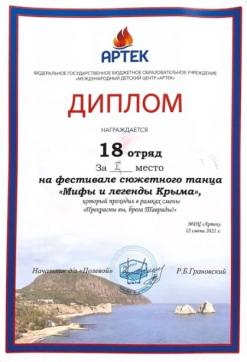 АРТЕК
ФЕДЕРАЛЬНОЕ ГОСУДАРСТВЕННОЕ БЮДЖЕТНОЕ ОБРАЗОВАТЕЛЬНОЕ УЧРЕЖДЕНИЕ
«МЕЖДУНАРОДНЫЙ ДЕТСКИЙ ЦЕНТР «АРТЕК»
ДИПЛОМ
НАГРАЖДАЕТСЯ
18 отряд
За I место
на фестивале сюжетного танца
«Мифы и легенды Крыма»,
который проходил в рамках смены
«Прекрасны вы, брега Тавриды!»
МДЦ «Артек»
12 смена 2021 г.
Начальник д/л «Полевой»
Р.Б.Грановский